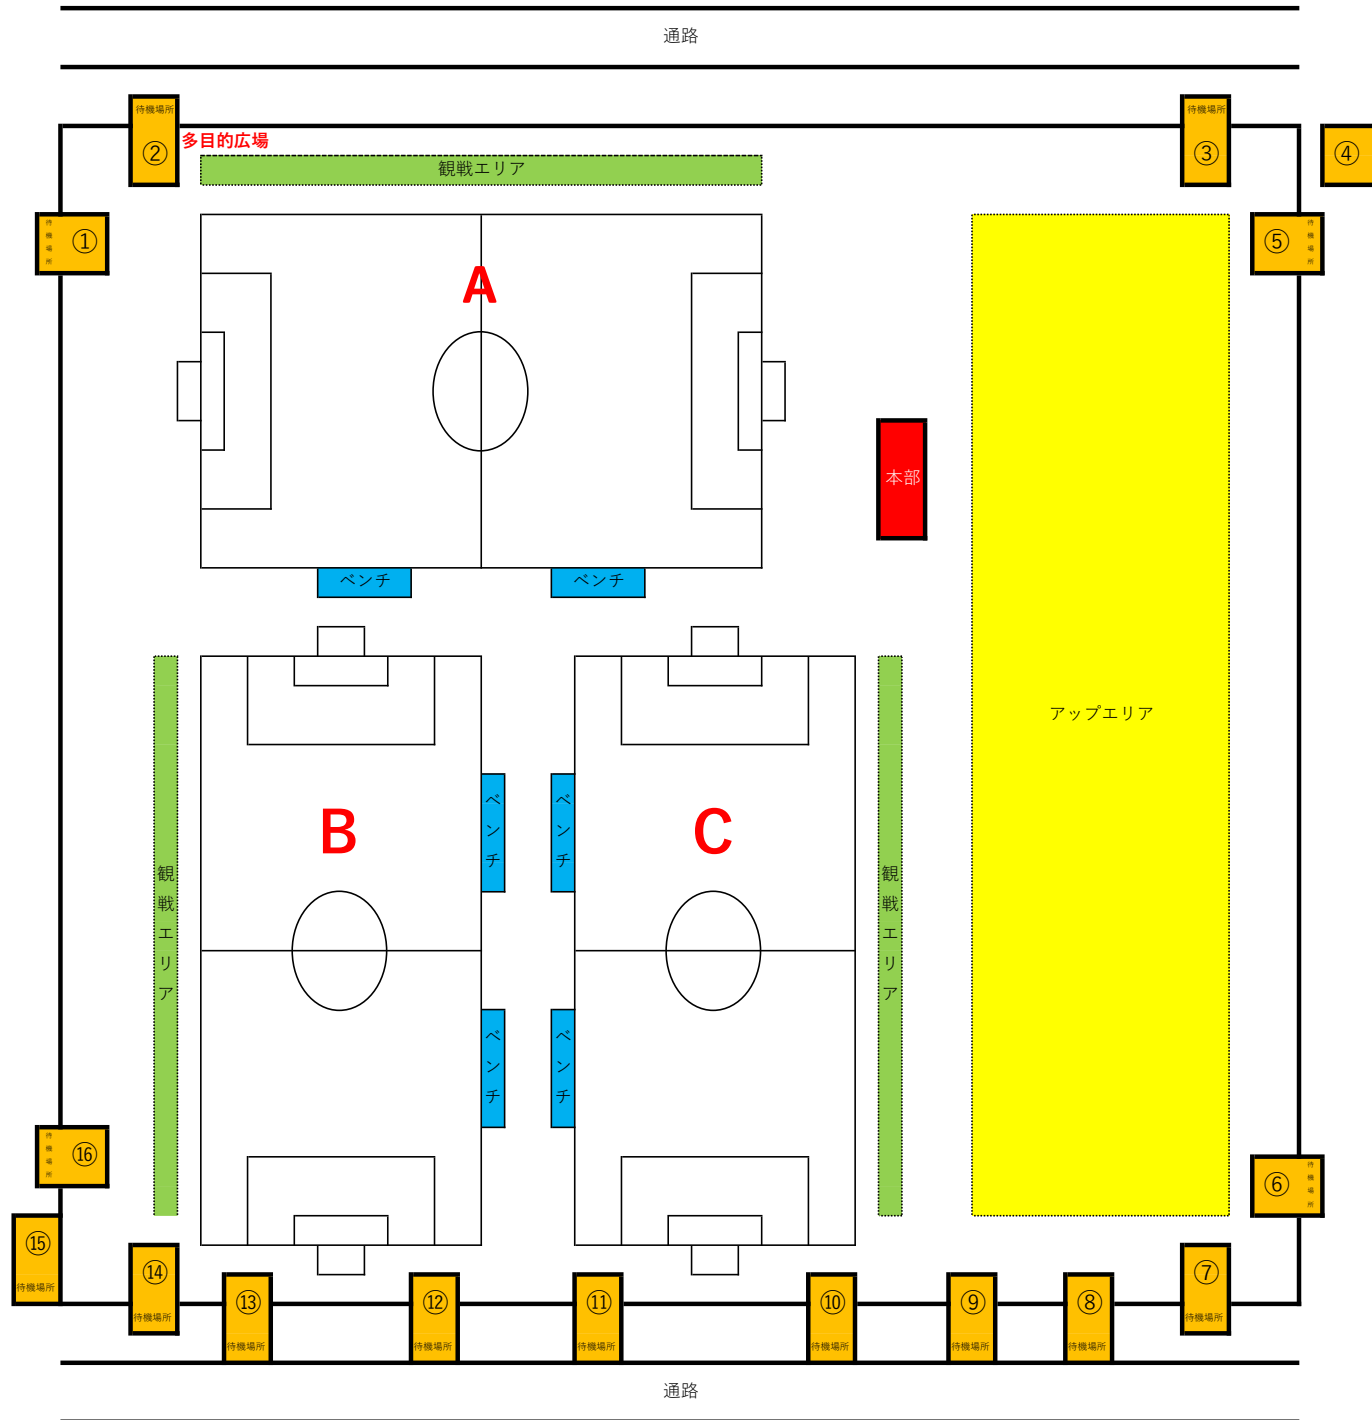 通路
待機場所
②
多目的広場
観戦エリア
待機場所
③
④
待機場所
①
A
⑤
待機場所
本部
ベンチ
ベンチ
アップエリア
ベンチ
ベンチ
B
C
観戦エリア
観戦エリア
ベンチ
ベンチ
待機場所
⑯
⑥
待機場所
⑮
待機場所
⑭
待機場所
⑬
待機場所
⑫
待機場所
⑪
待機場所
⑩
待機場所
⑨
待機場所
⑧
待機場所
⑦
待機場所
通路